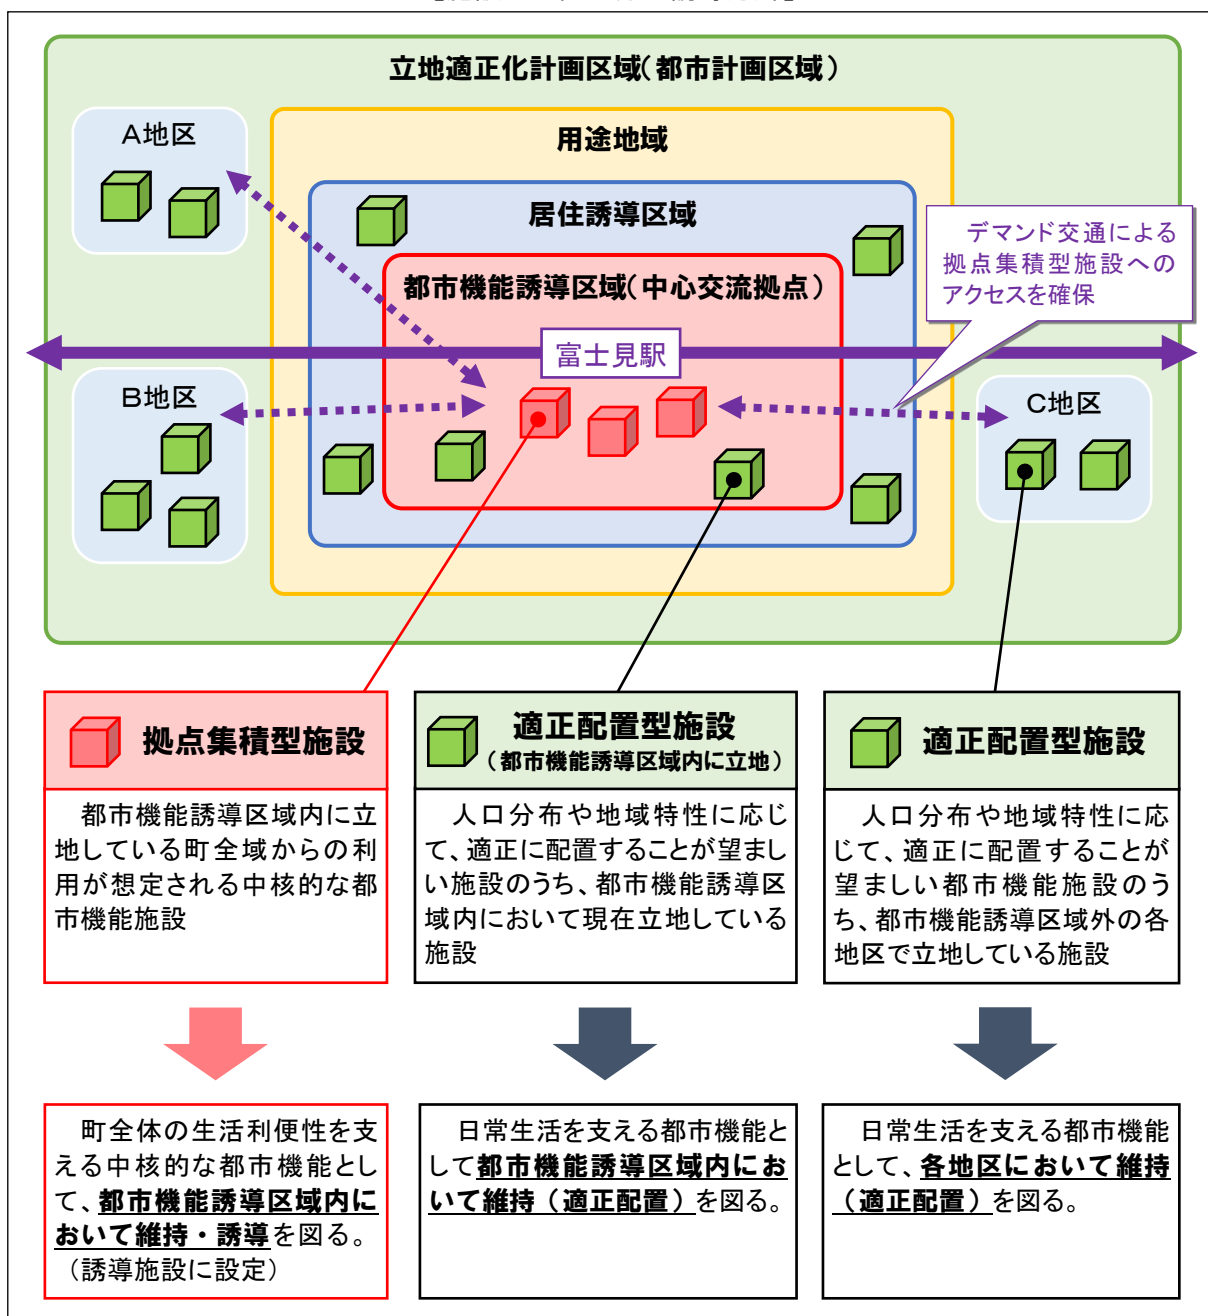 立地適正化計画区域（都市計画区域）
A地区
用途地域
居住誘導区域
デマンド交通による
拠点集積型施設への
アクセスを確保
都市機能誘導区域（中心交流拠点）
富士見駅
B地区
C地区
拠点集積型施設
都市機能誘導区域内に立
地している町全域からの利
用が想定される中核的な都
市機能施設
適正配置型施設
（都市機能誘導区域内に立地）
人口分布や地域特性に応じ
て、適正に配置することが望まし
い施設のうち、都市機能誘導区
域内において現在立地している
施設
適正配置型施設
人口分布や地域特性に応
じて、適正に配置することが
望ましい都市機能施設のう
ち、都市機能誘導区域外の各
地区で立地している施設
町全体の生活利便性を支
える中核的な都市機能とし
て、都市機能誘導区域内に
おいて維持・誘導を図る。
（誘導施設に設定）
日常生活を支える都市機能と
して都市機能誘導区域内にお
いて維持（適正配置）を図る。
日常生活を支える都市機能
として、各地区において維持
（適正配置）を図る。